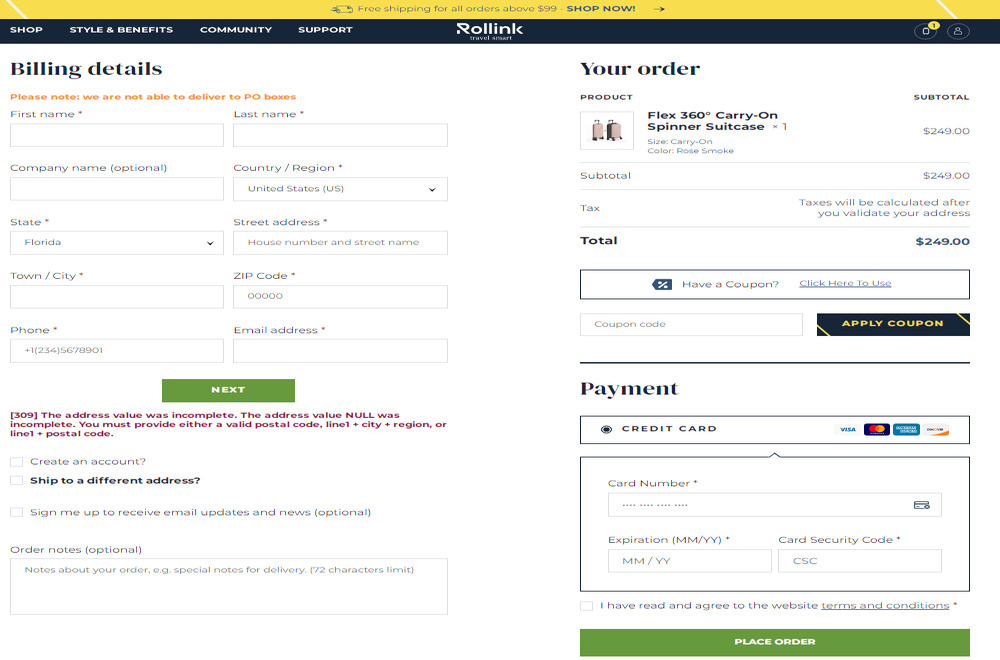 Free shipping for all orders above $99 - SHOP NOW! →
SHOP STYLE & BENEFITS COMMUNITY SUPPORT
Rollink
travel smart
1
Billing details
Please note: we are not able to deliver to PO boxes
First name * Last name *
Company name (optional) Country / Region *
United States (US)
State * Street address *
Florida House number and street name
Town / City * ZIP Code *
00000
Phone * Email address *
+1(234)5678901
NEXT
[309] The address value was incomplete. The address value NULL was
incomplete. You must provide either a valid postal code, line1 + city + region, or
line1 + postal code.
Create an account?
Ship to a different address?
Sign me up to receive email updates and news (optional)
Order notes (optional)
Notes about your order, e.g. special notes for delivery. (72 characters limit)
Your order
PRODUCT SUBTOTAL
Flex 360° Carry-On
Spinner Suitcase × 1
$249.00
Size: Carry-On
Color: Rose Smoke
Subtotal $249.00
Tax Taxes will be calculated after
you validate your address
Total $249.00
Have a Coupon? Click Here To Use
Coupon code APPLY COUPON
Payment
CREDIT CARD VISA
Card Number *
.... .... .... ....
Expiration (MM/YY) * Card Security Code *
MM / YY CSC
I have read and agree to the website terms and conditions *
PLACE ORDER